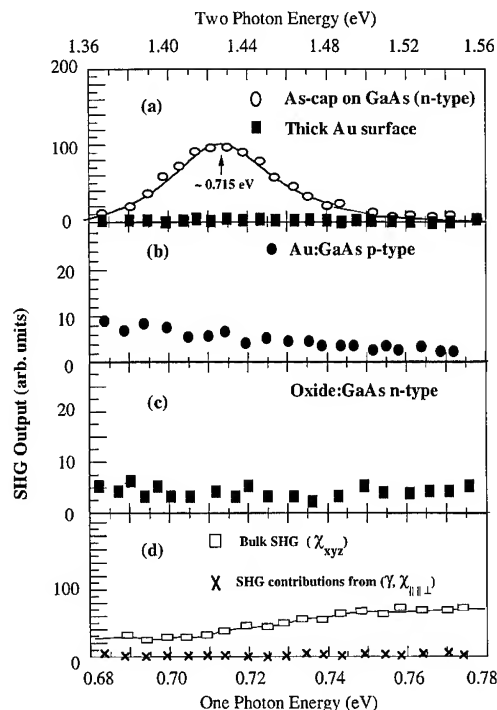 Two Photon Energy (eV)
1.36 1.40 1.44 1.48 1.52 1.56
200
(a)
As-cap on GaAs (n-type)
Thick Au surface
100
~ 0.715 eV
0
(b)
Au:GaAs p-type
20
10
0
(c)
Oxide:GaAs n-type
20
10
0
(d)
Bulk SHG (χxyz)
SHG contributions from (γ, χ∥∥⊥)
100
0
0.68 0.70 0.72 0.74 0.76 0.78
One Photon Energy (eV)
SHG Output (arb. units)